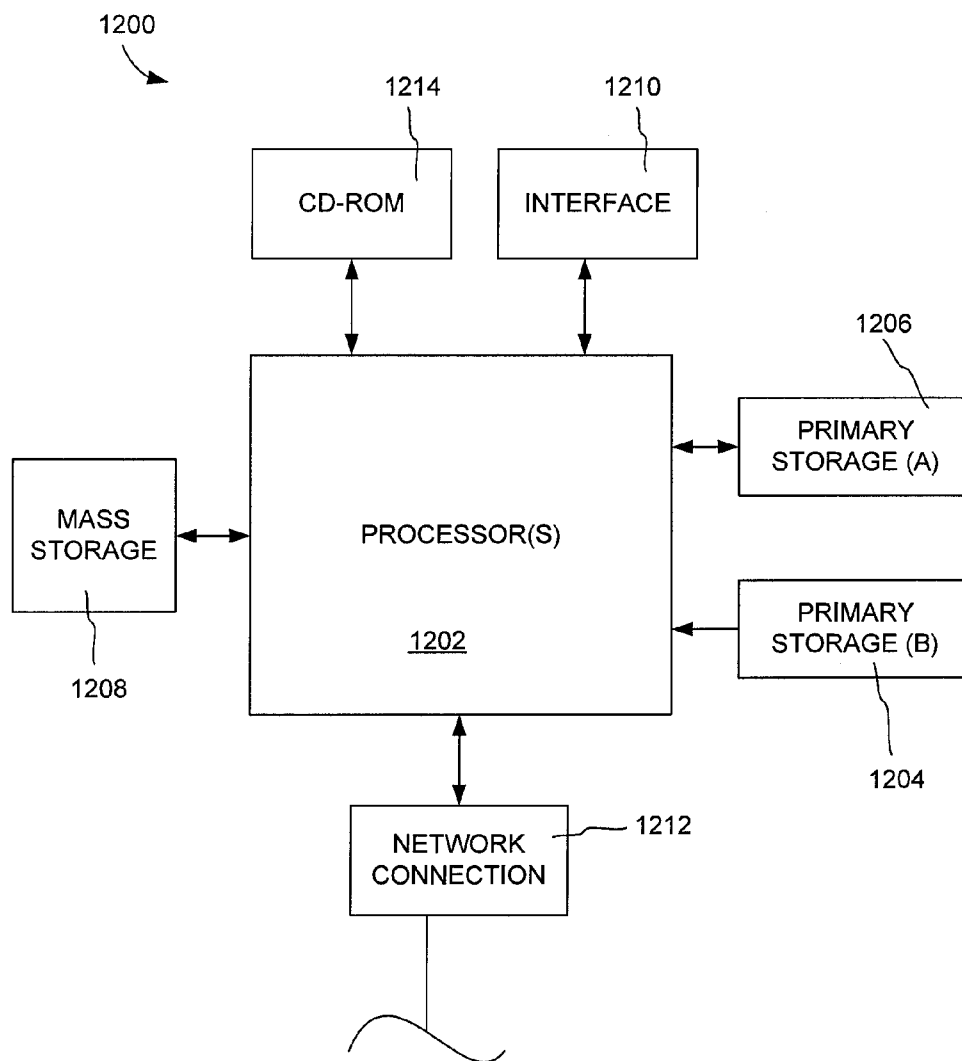 1200
1214
1210
CD-ROM
INTERFACE
1206
PRIMARY
STORAGE (A)
MASS
STORAGE
PROCESSOR(S)
PRIMARY
STORAGE (B)
1202
1208
1204
1212
NETWORK
CONNECTION